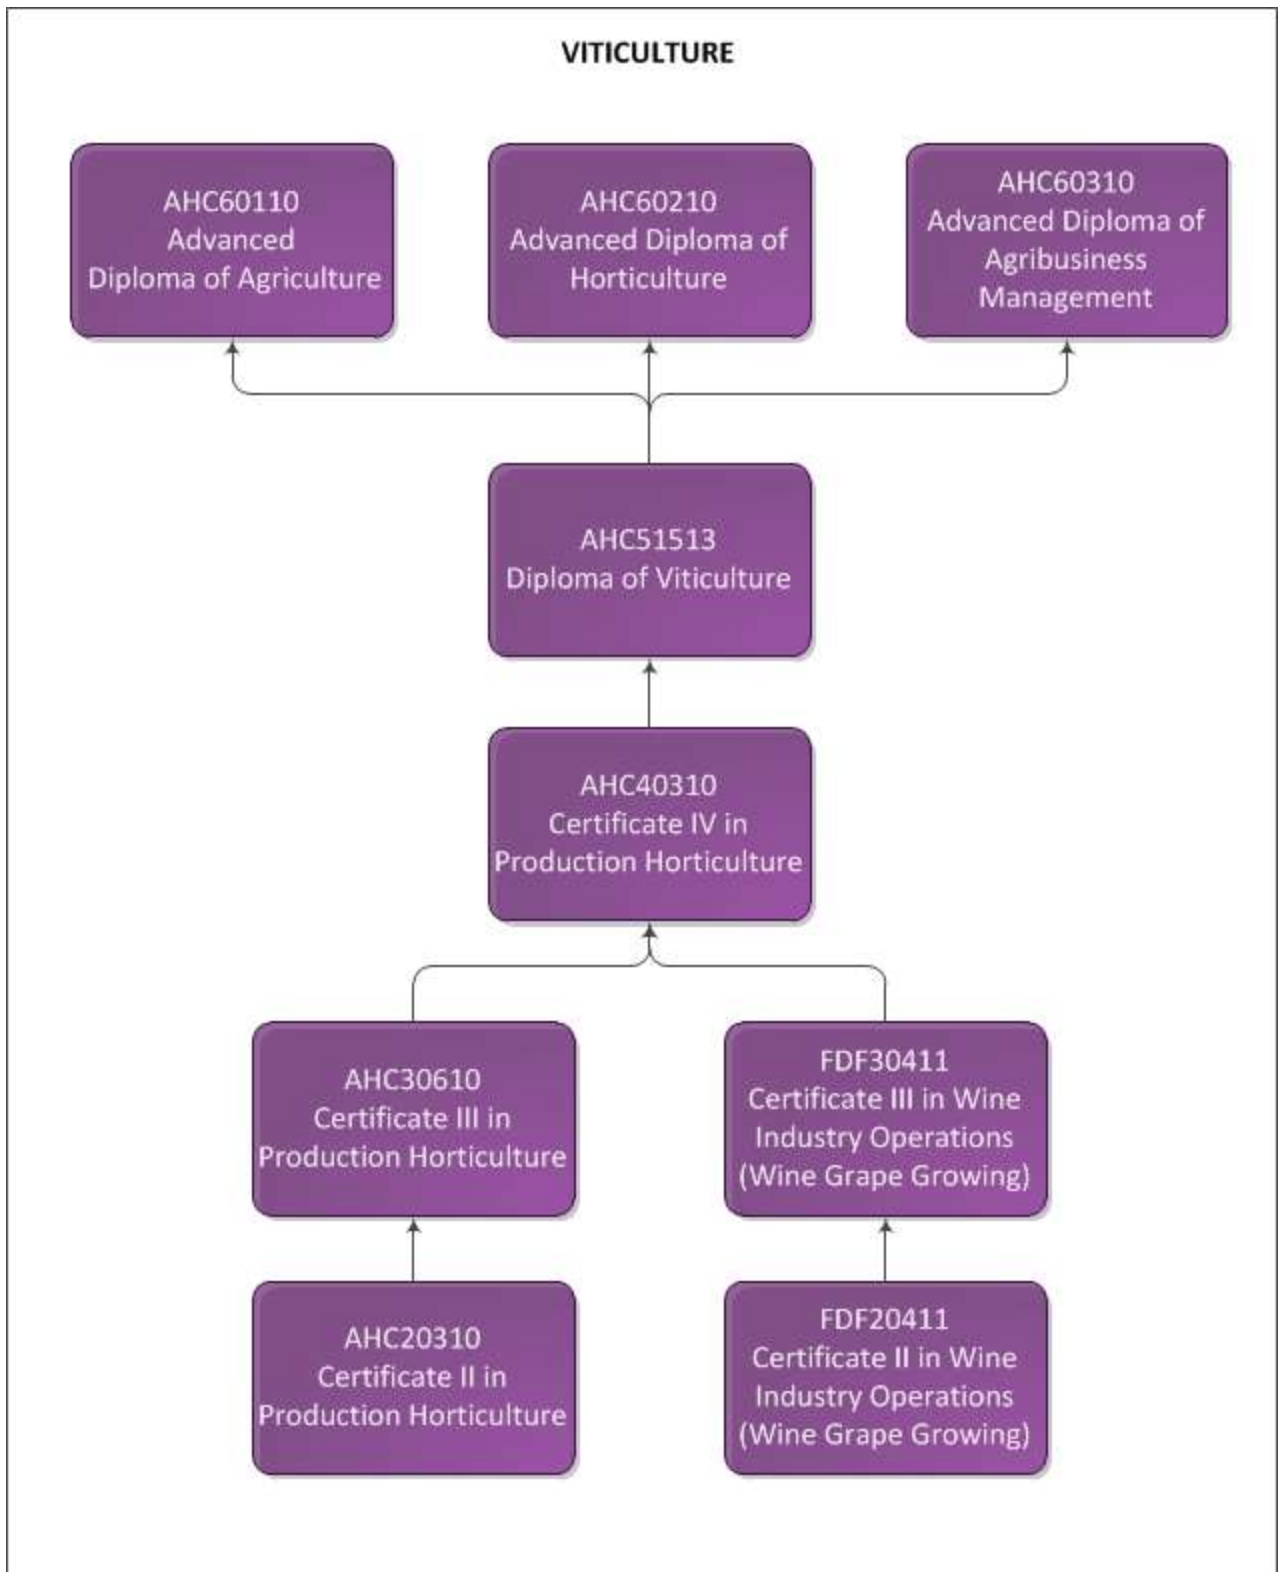 VITICULTURE
AHC60110
Advanced
Diploma of Agriculture
AHC60210
Advanced Diploma of
Horticulture
AHC60310
Advanced Diploma of
Agribusiness
Management
AHC51513
Diploma of Viticulture
AHC40310
Certificate IV in
Production Horticulture
AHC30610
Certificate III in
Production Horticulture
FDF30411
Certificate III in Wine
Industry Operations
(Wine Grape Growing)
AHC20310
Certificate II in
Production Horticulture
FDF20411
Certificate II in Wine
Industry Operations
(Wine Grape Growing)